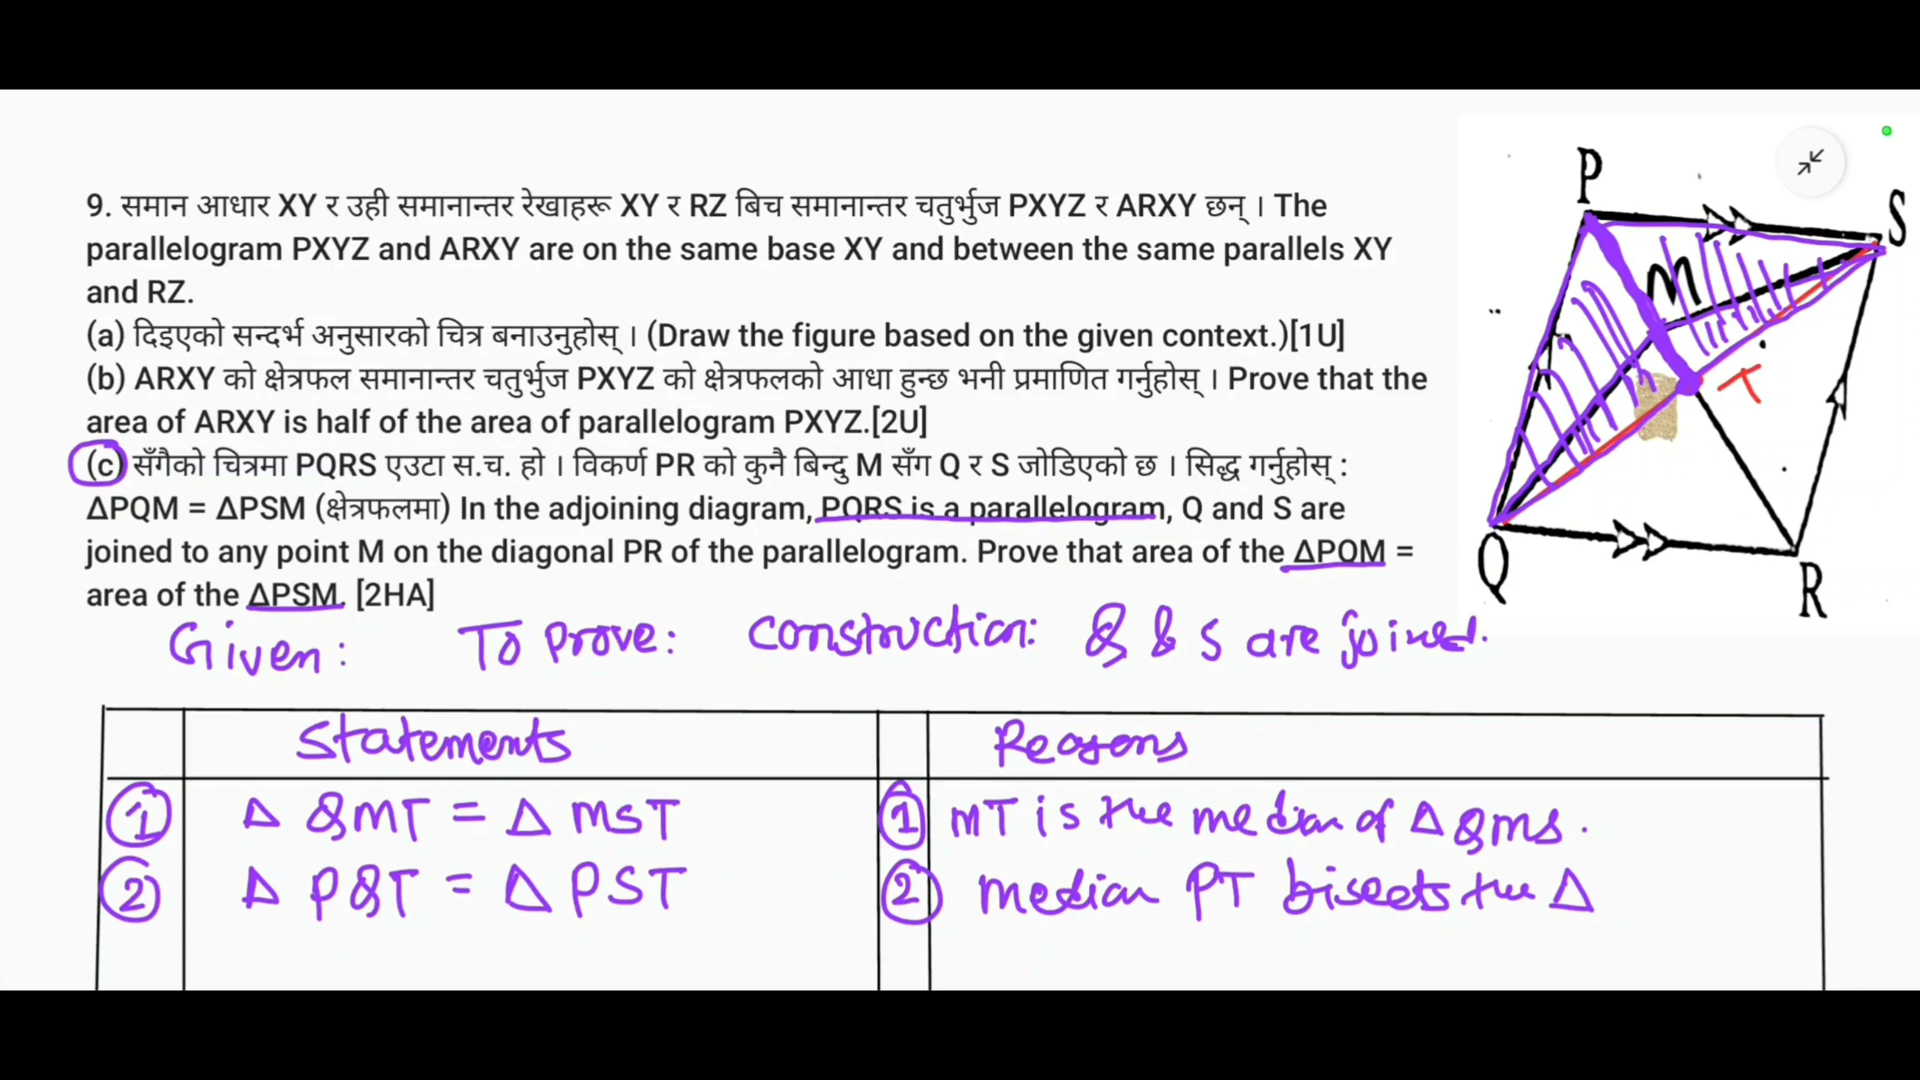 9. समान आधार XY र उही समानान्तर रेखाहरू XY र RZ बिच समानान्तर चतुर्भुज PXYZ र ARXY छन् । The
parallelogram PXYZ and ARXY are on the same base XY and between the same parallels XY
and RZ.
(a) दिइएको सन्दर्भ अनुसारको चित्र बनाउनुहोस् । (Draw the figure based on the given context.)[1U]
(b) ARXY को क्षेत्रफल समानान्तर चतुर्भुज PXYZ को क्षेत्रफलको आधा हुन्छ भनी प्रमाणित गर्नुहोस् । Prove that the
area of ARXY is half of the area of parallelogram PXYZ.[2U]
(c) सँगैको चित्रमा PQRS एउटा स.च. हो । विकर्ण PR को कुनै बिन्दु M सँग Q र S जोडिएको छ । सिद्ध गर्नुहोस् :
ΔPQM = ΔPSM (क्षेत्रफलमा) In the adjoining diagram, PQRS is a parallelogram, Q and S are
joined to any point M on the diagonal PR of the parallelogram. Prove that area of the ΔPQM =
area of the ΔPSM. [2HA]
P
S
M
T
Q
R
Given: To prove: construction: Q & S are joined.
Statements Reasons
1 Δ QMT = Δ MST 1 MT is the median of Δ QMS.
2 Δ PQT = Δ PST 2 median PT bisects the Δ